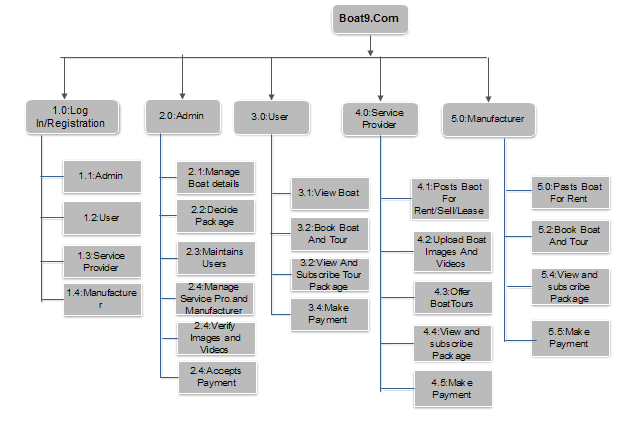 Boat9.Com
1.0:Log
In/Registration
2.0:Admin
3.0:User
4.0:Service
Provider
5.0:Manufacturer
1.1:Admin
1.2:User
1.3:Service
Provider
1.4:Manufacture
r
2.1:Manage
Boat details
2.2:Decide
Package
2.3:Maintains
Users
2.4:Manage
Service Pro.and
Manufacturer
2.4:Verify
Images and
Videos
2.4:Accepts
Payment
3.1:View Boat
3.2:Book Boat
And Tour
3.2:View And
Subscribe Tour
Package
3.4:Make
Payment
4.1:Posts Baot
For
Rent/Sell/Lease
4.2:Upload Boat
Images And
Videos
4.3:Offer
BoatTours
4.4:View and
subscribe
Package
4.5:Make
Payment
5.0:Pasts Boat
For Rent
5.2:Book Boat
And Tour
5.4:View and
subscribe
Package
5.5:Make
Payment